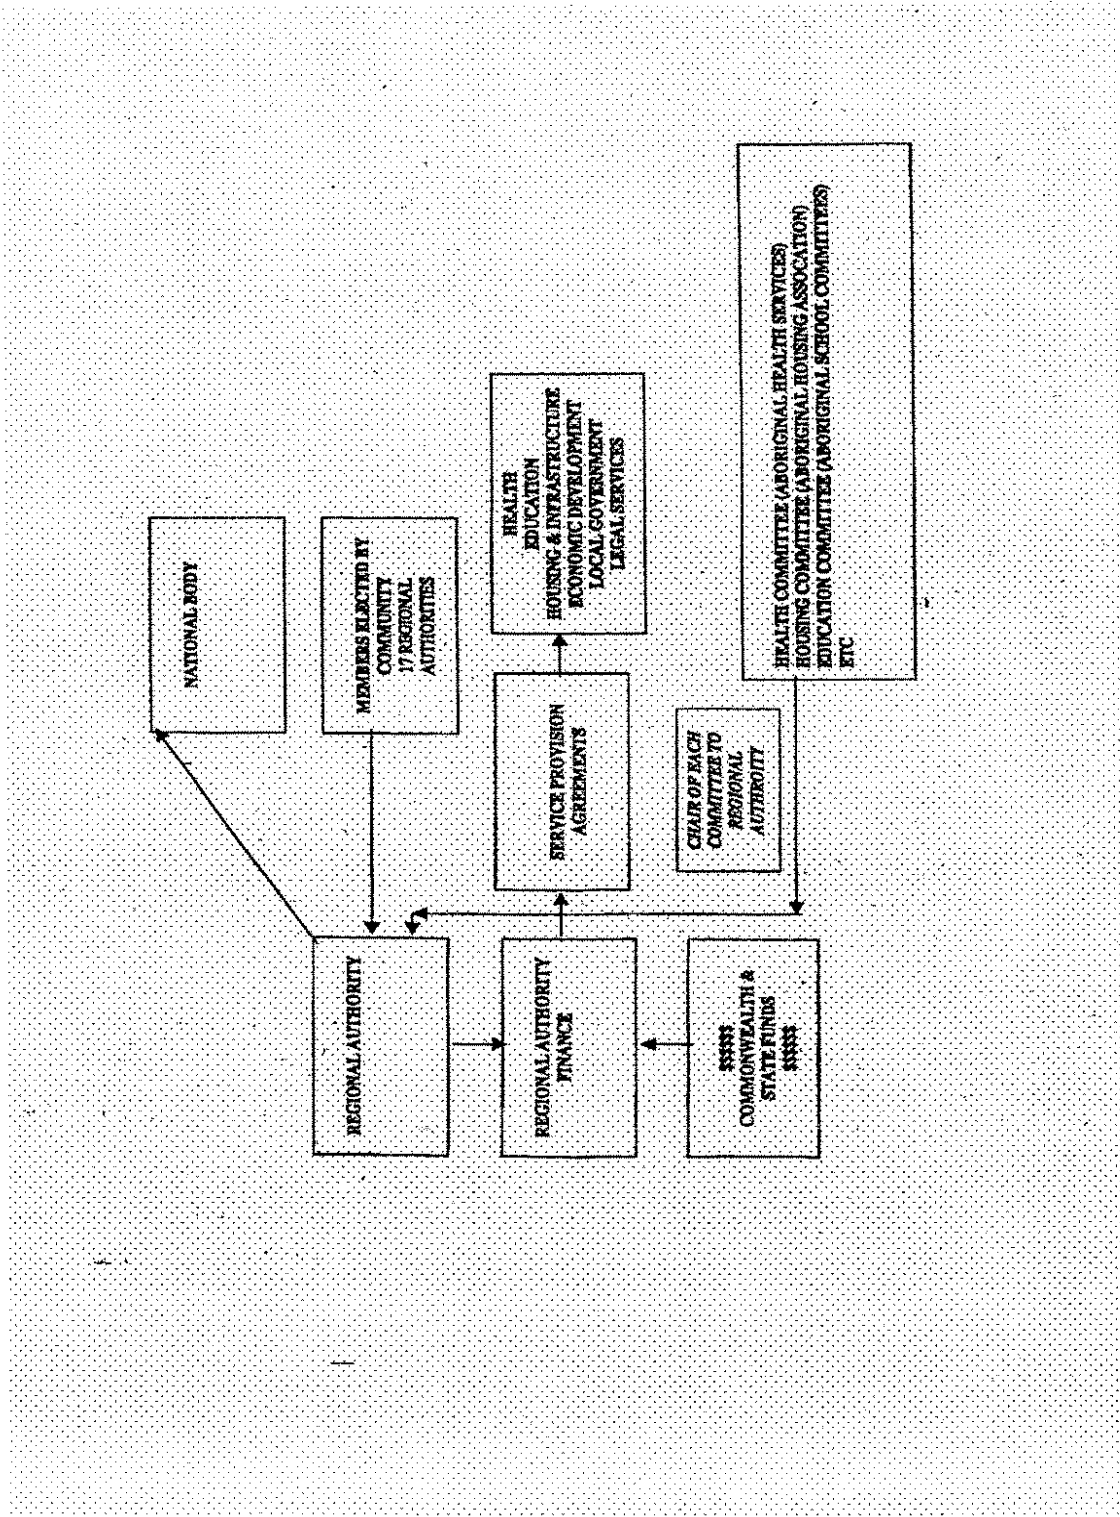 NATIONAL BODY
REGIONAL AUTHORITY
MEMBERS ELECTED BY
COMMUNITY
17 REGIONAL
AUTHORITIES
REGIONAL AUTHORITY
FINANCE
SERVICE PROVISION
AGREEMENTS
HEALTH
EDUCATION
HOUSING & INFRASTRUCTURE
ECONOMIC DEVELOPMENT
LOCAL GOVERNMENT
LEGAL SERVICES
$$$$$$
COMMONWEALTH &
STATE FUNDS
$$$$$$
CHAIR OF EACH
COMMITTEE TO
REGIONAL
AUTHROITY
HEALTH COMMITTEE (ABORIGINAL HEALTH SERVICES)
HOUSING COMMITTEE (ABORIGINAL HOUSING ASSOCATION)
EDUCATION COMMITTEE (ABORIGINAL SCHOOL COMMITTEES)
ETC